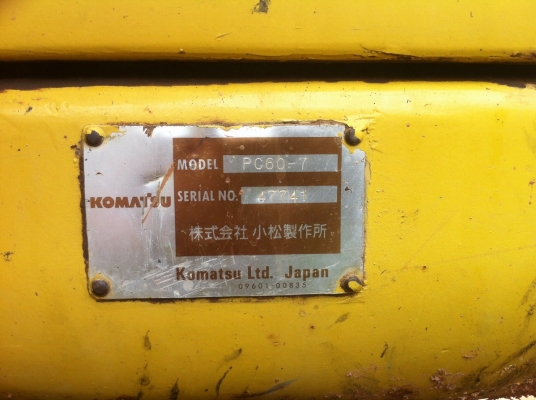 KOMATSU
MODEL PC60-7
SERIAL NO. 47741
株式会社 小松製作所
Komatsu Ltd. Japan
09601-00835